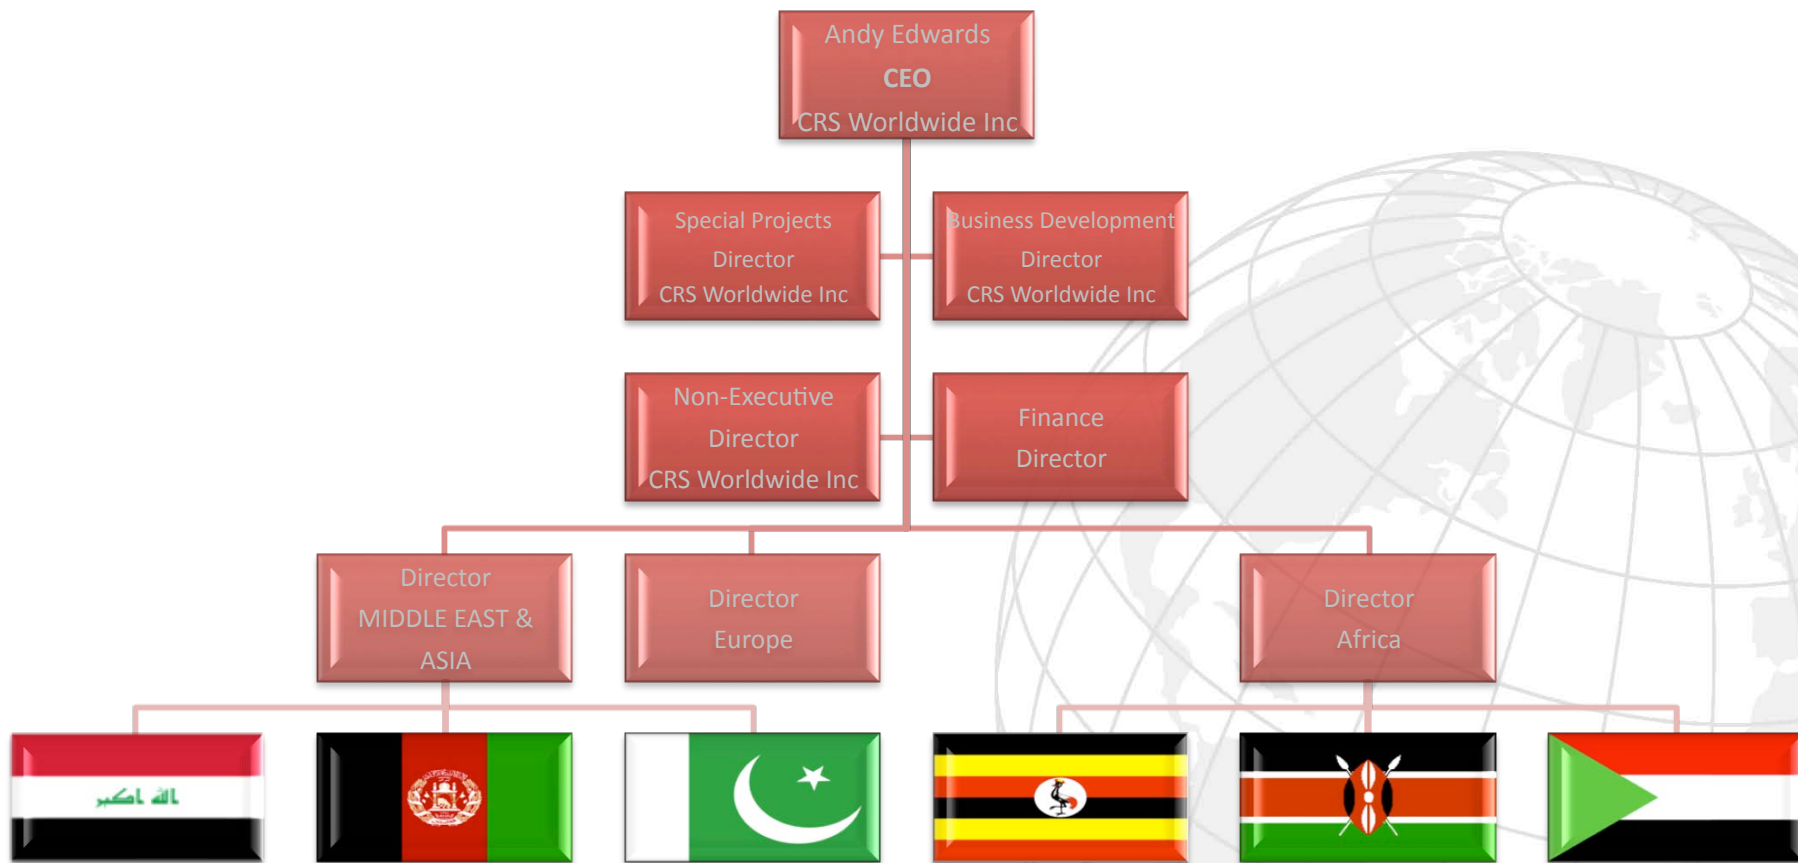 Andy Edwards
CEO
CRS Worldwide Inc
Special Projects
Director
CRS Worldwide Inc
Business Development
Director
CRS Worldwide Inc
Non-Executive
Director
CRS Worldwide Inc
Finance
Director
Director
MIDDLE EAST &
ASIA
Director
Europe
Director
Africa
الله اكبر